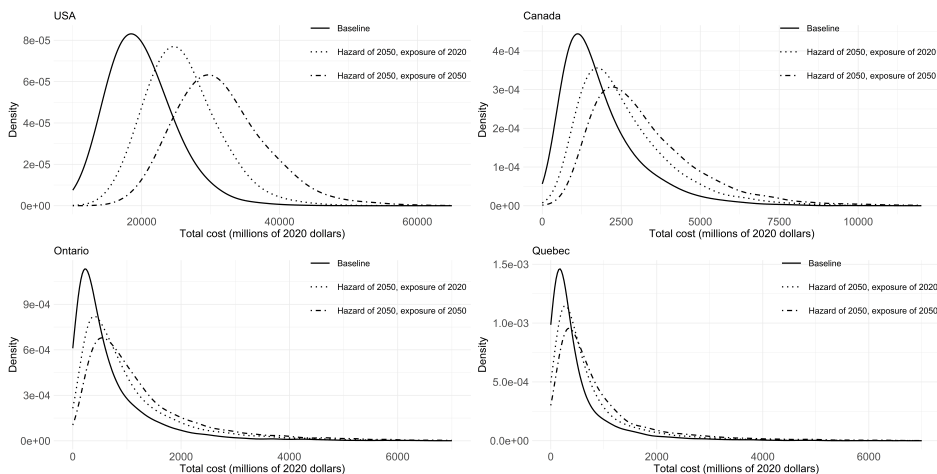 USA
Baseline
Hazard of 2050, exposure of 2020
Hazard of 2050, exposure of 2050
8e-05
6e-05
4e-05
2e-05
0e+00
Density
20000 40000 60000
Total cost (millions of 2020 dollars)
Canada
Baseline
Hazard of 2050, exposure of 2020
Hazard of 2050, exposure of 2050
4e-04
3e-04
2e-04
1e-04
0e+00
Density
0 2500 5000 7500 10000
Total cost (millions of 2020 dollars)
Ontario
Baseline
Hazard of 2050, exposure of 2020
Hazard of 2050, exposure of 2050
9e-04
6e-04
3e-04
0e+00
Density
0 2000 4000 6000
Total cost (millions of 2020 dollars)
Quebec
Baseline
Hazard of 2050, exposure of 2020
Hazard of 2050, exposure of 2050
1.5e-03
1.0e-03
5.0e-04
0.0e+00
Density
0 2000 4000 6000
Total cost (millions of 2020 dollars)